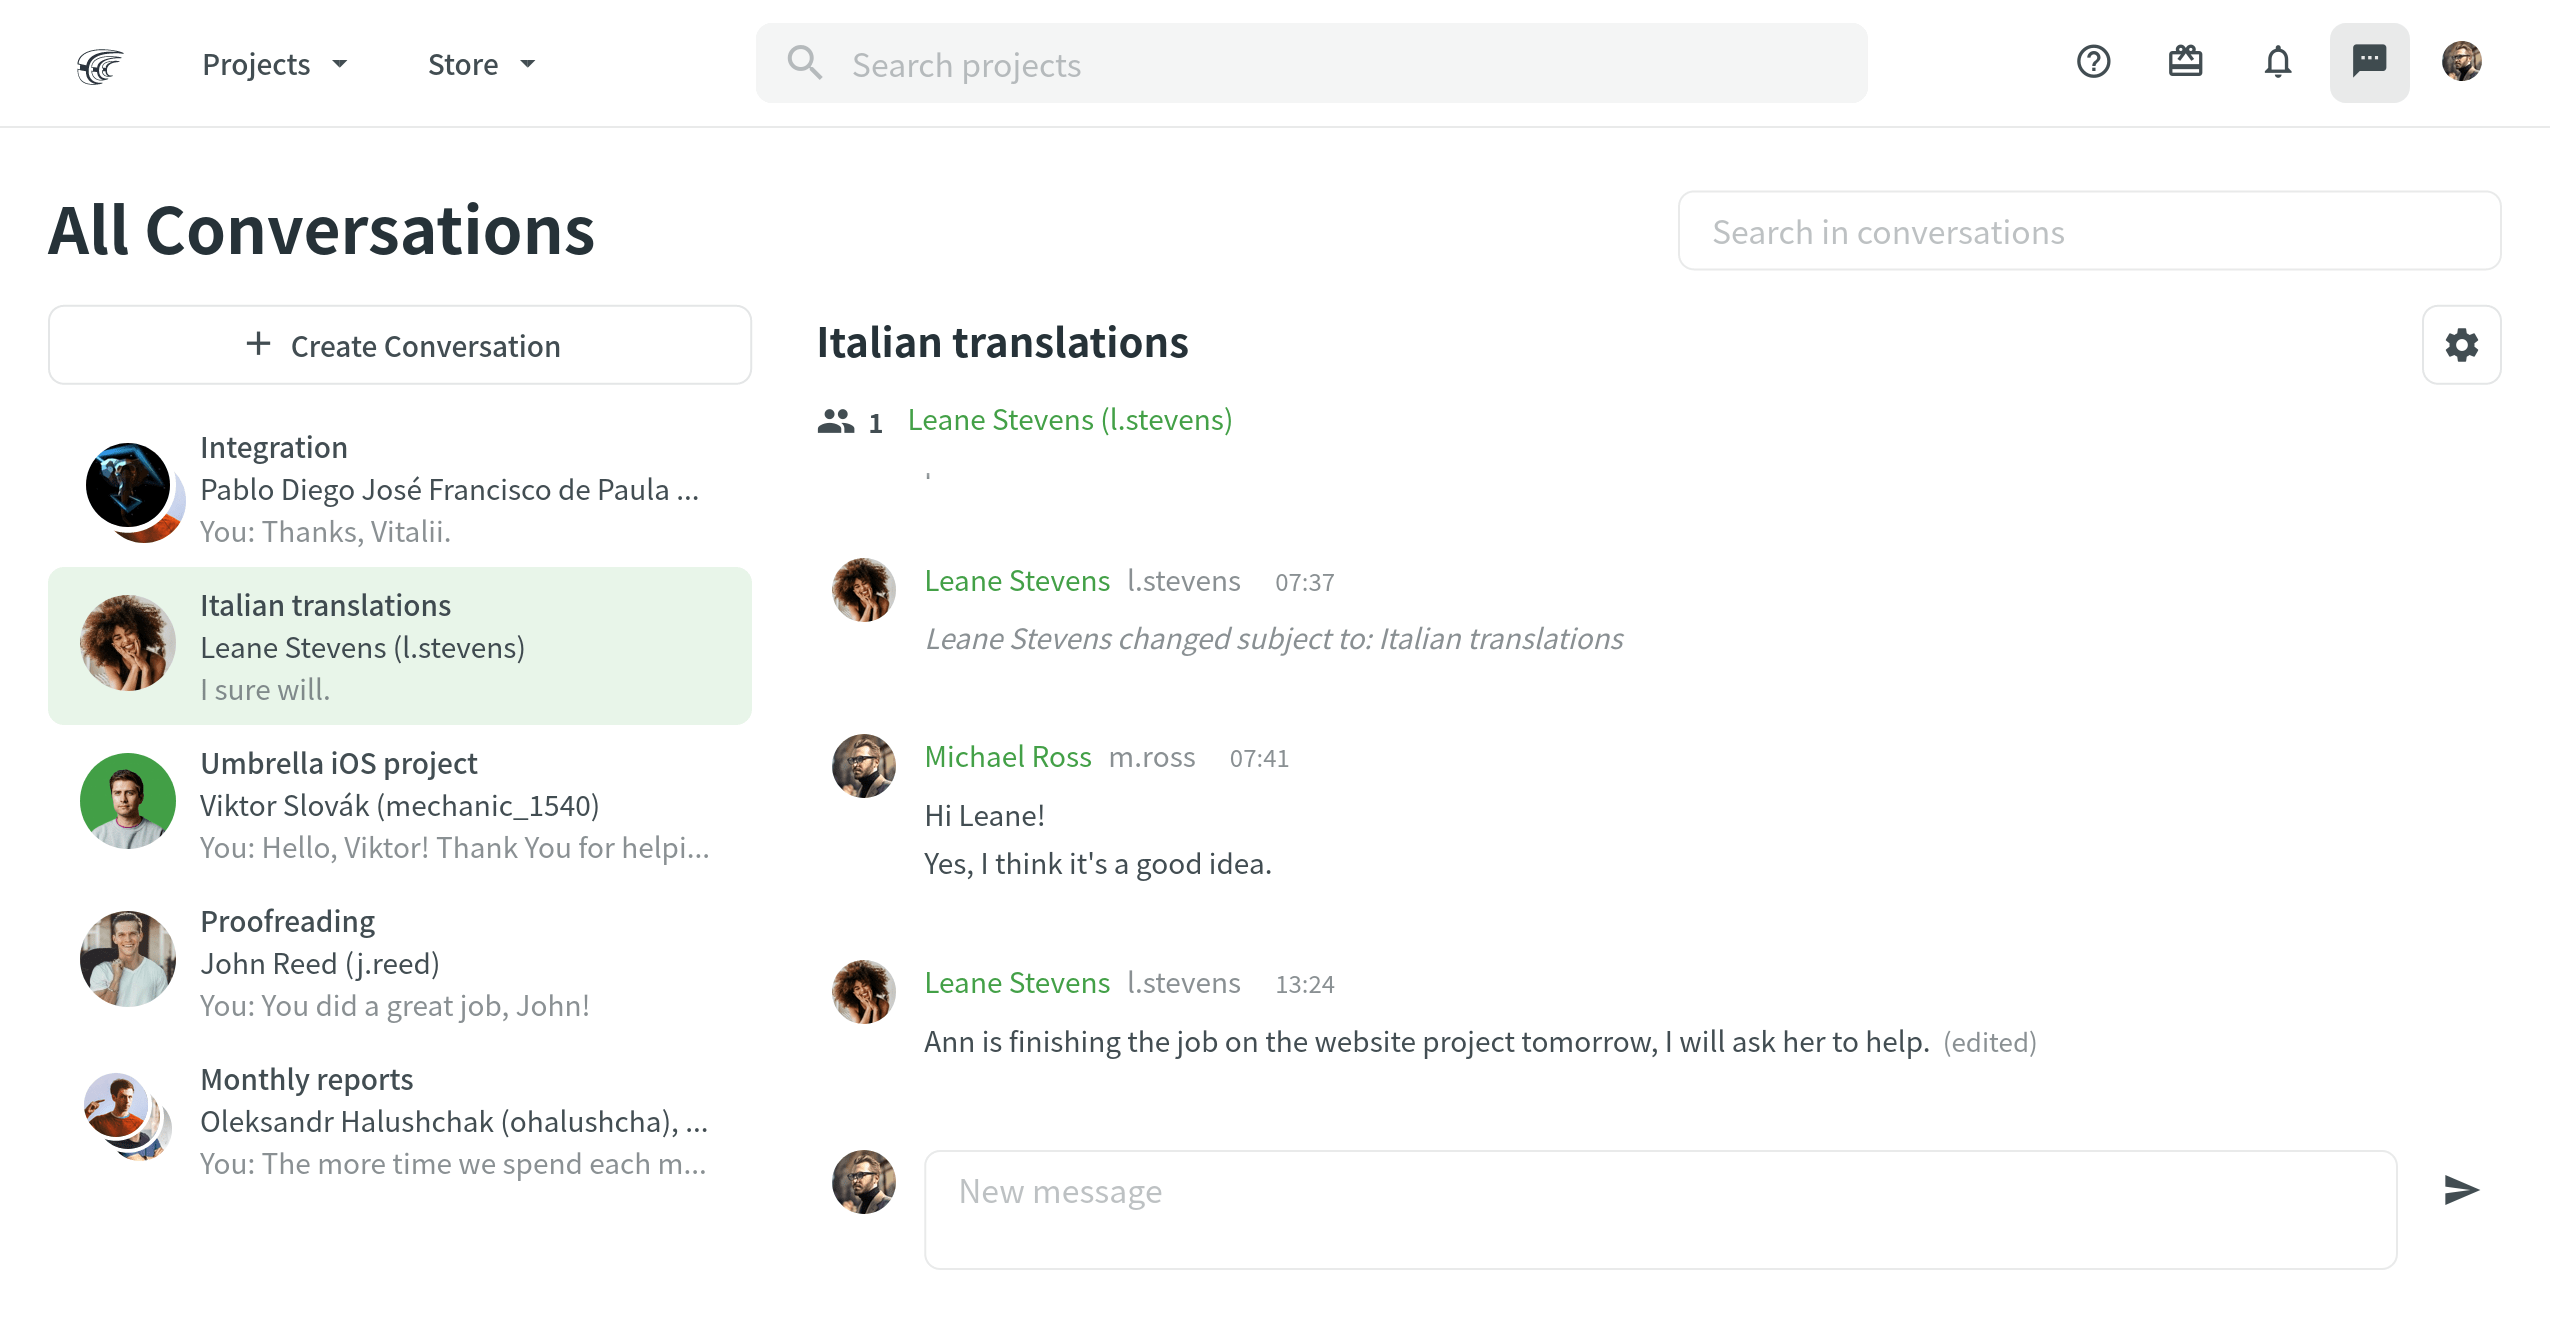 Projects
Store
Search projects
All Conversations
Search in conversations
Create Conversation
Integration
Pablo Diego José Francisco de Paula ...
You: Thanks, Vitalii.
Italian translations
Leane Stevens (l.stevens)
I sure will.
Umbrella iOS project
Viktor Slovák (mechanic_1540)
You: Hello, Viktor! Thank You for helpi...
Proofreading
John Reed (j.reed)
You: You did a great job, John!
Monthly reports
Oleksandr Halushchak (ohalushcha), ...
You: The more time we spend each m...
Italian translations
1 Leane Stevens (l.stevens)
Leane Stevens l.stevens 07:37
Leane Stevens changed subject to: Italian translations
Michael Ross m.ross 07:41
Hi Leane!
Yes, I think it's a good idea.
Leane Stevens l.stevens 13:24
Ann is finishing the job on the website project tomorrow, I will ask her to help. (edited)
New message